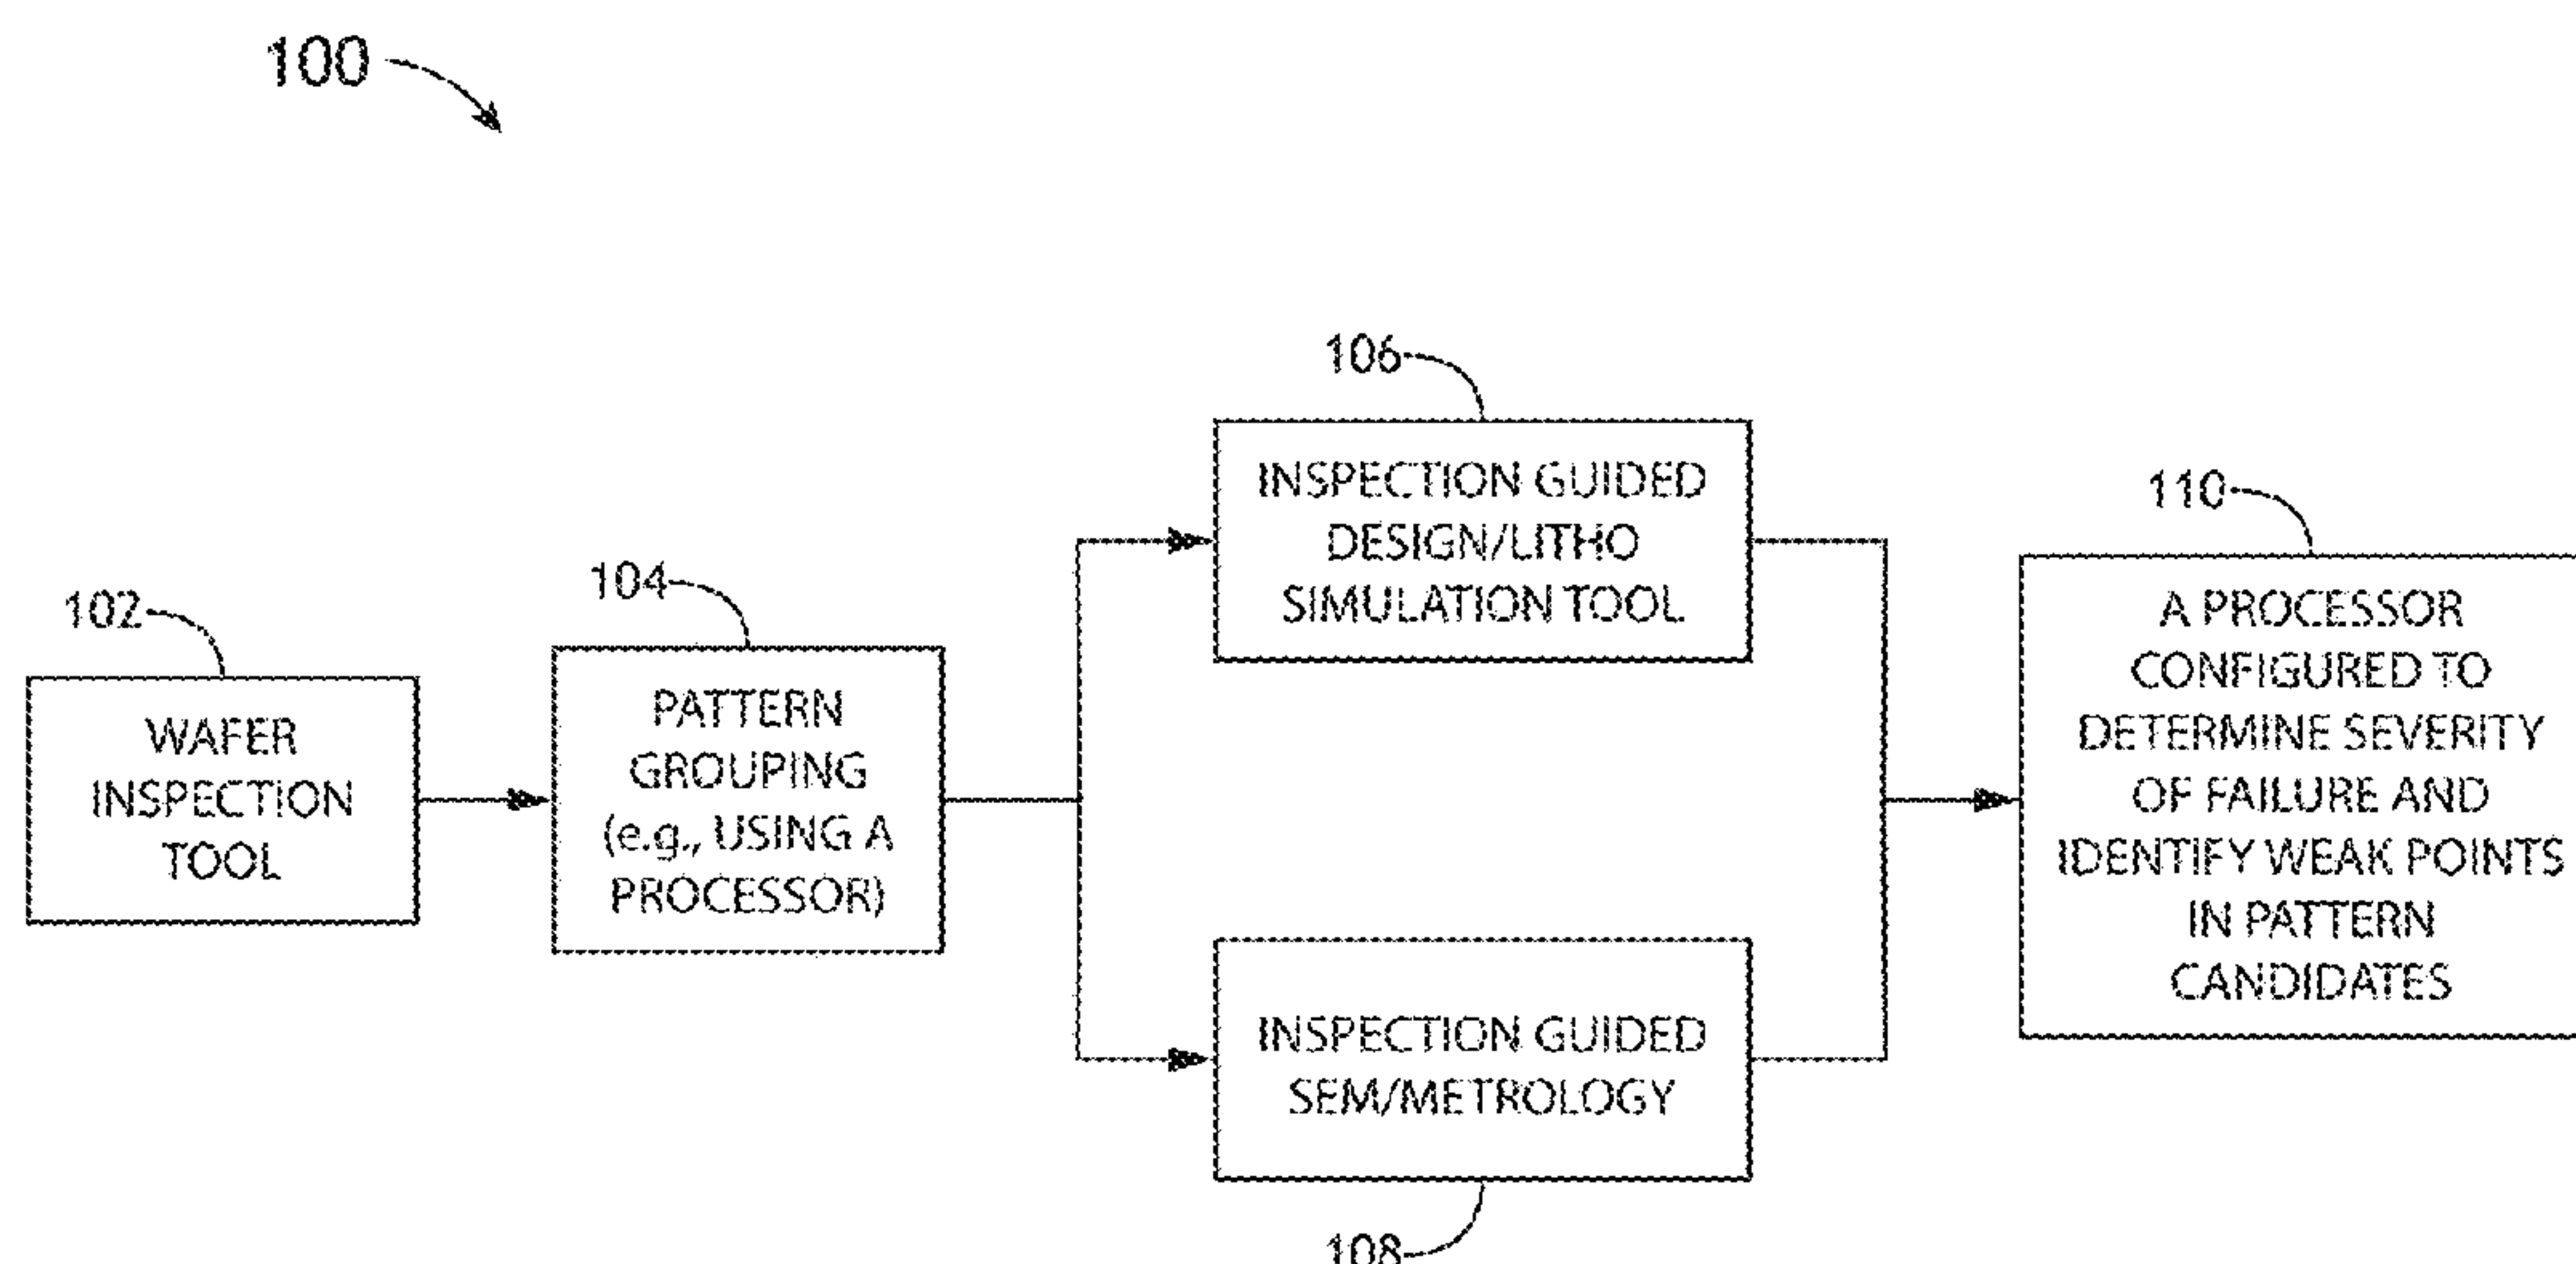 100
106
INSPECTION GUIDED
DESIGN/LITHO
SIMULATION TOOL
110
A PROCESSOR
CONFIGURED TO
DETERMINE SEVERITY
OF FAILURE AND
IDENTIFY WEAK POINTS
IN PATTERN
CANDIDATES
104
PATTERN
GROUPING
(e.g., USING A
PROCESSOR)
102
WAFER
INSPECTION
TOOL
INSPECTION GUIDED
SEM/METROLOGY
108